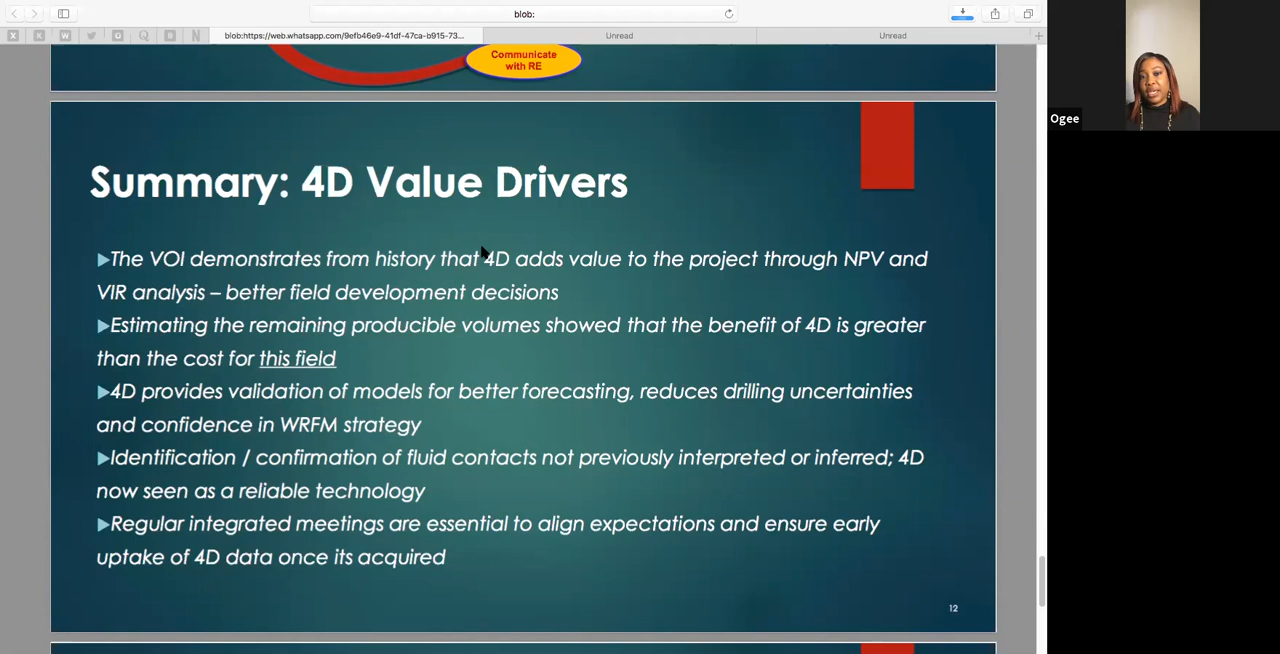 blob:
X
K
W
G
Q
B
N
blob:https://web.whatsapp.com/9efb46e9-41df-47ca-b915-73...
Unread
Unread
Communicate
with RE
Ogee
Summary: 4D Value Drivers
The VOI demonstrates from history that 4D adds value to the project through NPV and
VIR analysis – better field development decisions
Estimating the remaining producible volumes showed that the benefit of 4D is greater
than the cost for this field
4D provides validation of models for better forecasting, reduces drilling uncertainties
and confidence in WRFM strategy
Identification / confirmation of fluid contacts not previously interpreted or inferred; 4D
now seen as a reliable technology
Regular integrated meetings are essential to align expectations and ensure early
uptake of 4D data once its acquired
12